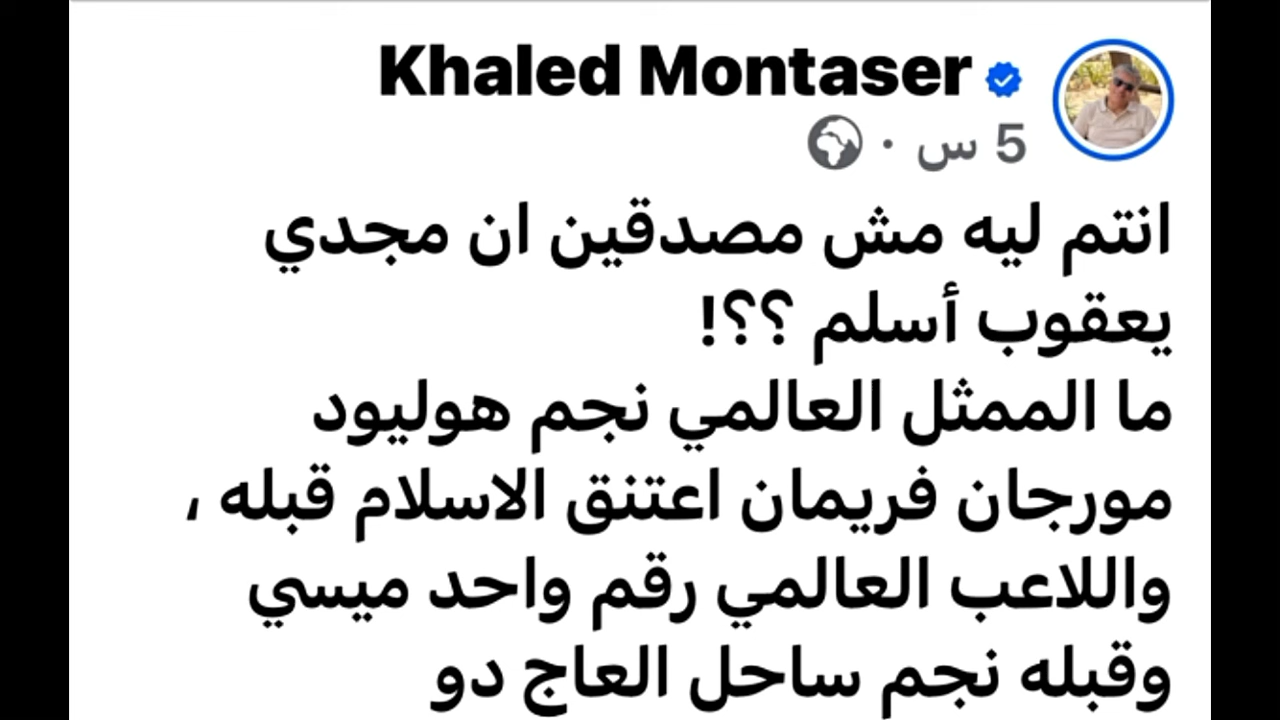 Khaled Montaser
5 س ·
انتم ليه مش مصدقين ان مجدي
يعقوب أسلم ؟؟!
ما الممثل العالمي نجم هوليود
مورجان فريمان اعتنق الاسلام قبله ،
واللاعب العالمي رقم واحد ميسي
وقبله نجم ساحل العاج دو